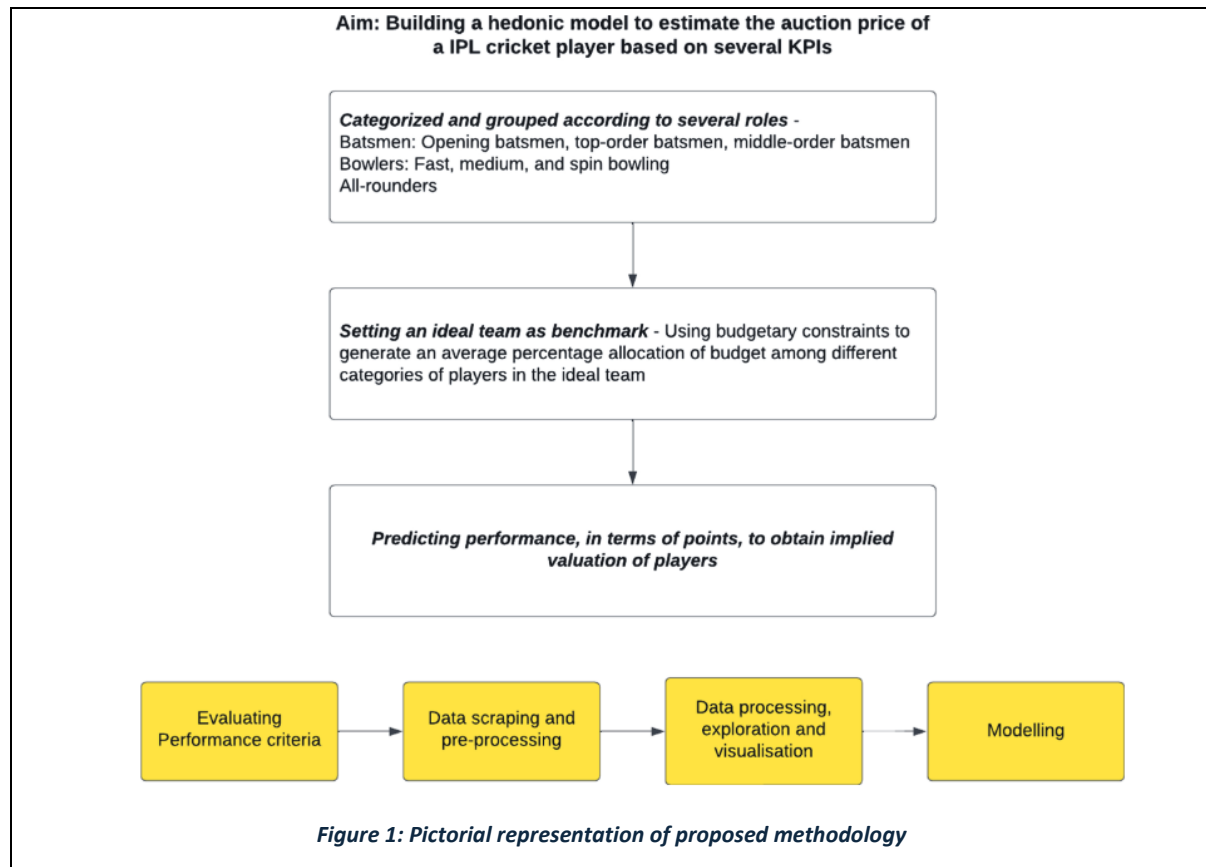 Aim: Building a hedonic model to estimate the auction price of
a IPL cricket player based on several KPIs
Categorized and grouped according to several roles -
Batsmen: Opening batsmen, top-order batsmen, middle-order batsmen
Bowlers: Fast, medium, and spin bowling
All-rounders
Setting an ideal team as benchmark - Using budgetary constraints to
generate an average percentage allocation of budget among different
categories of players in the ideal team
Predicting performance, in terms of points, to obtain implied
valuation of players
Evaluating
Performance criteria
Data scraping and
pre-processing
Data processing,
exploration and
visualisation
Modelling
Figure 1: Pictorial representation of proposed methodology